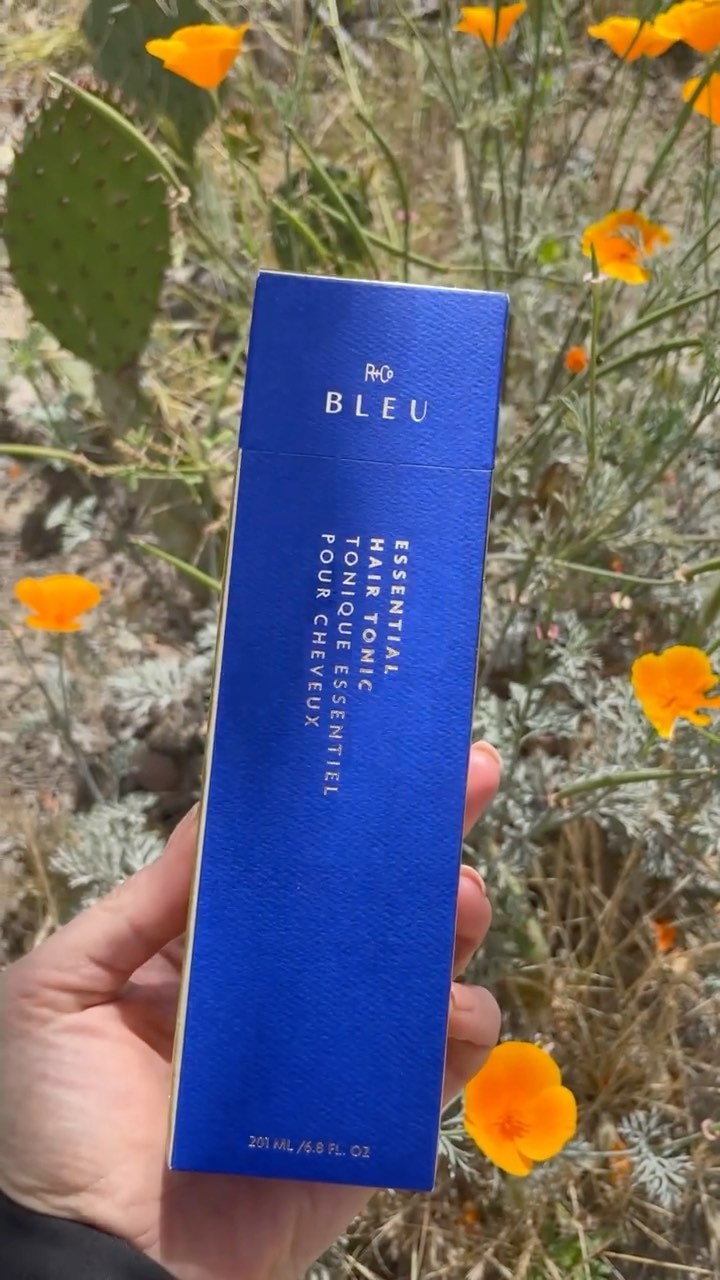 R+Co
BLEU
ESSENTIAL
HAIR TONIC
TONIQUE ESSENTIEL
POUR CHEVEUX
201 ML /6.8 FL. OZ